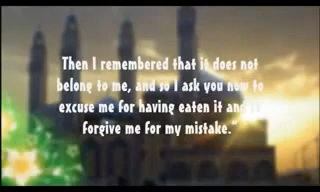 Then I remembered that it does not
belong to me, and so I ask you now to
excuse me for having eaten it and to
forgive me for my mistake."